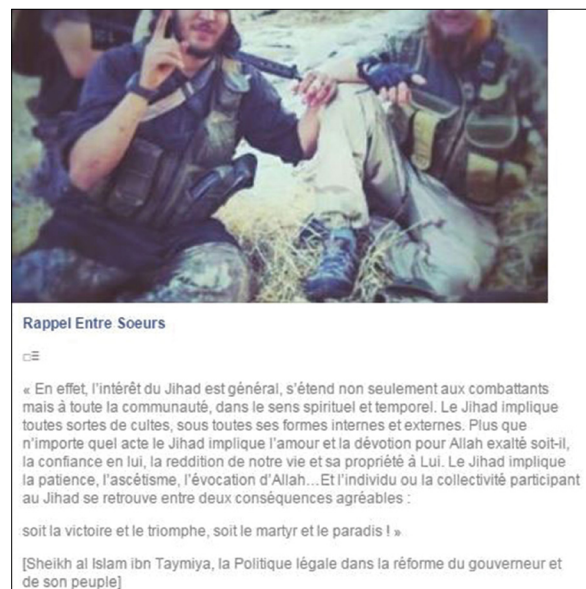 Rappel Entre Soeurs
« En effet, l'intérêt du Jihad est général, s'étend non seulement aux combattants
mais à toute la communauté, dans le sens spirituel et temporel. Le Jihad implique
toutes sortes de cultes, sous toutes ses formes internes et externes. Plus que
n'importe quel acte le Jihad implique l'amour et la dévotion pour Allah exalté soit-il,
la confiance en lui, la reddition de notre vie et sa propriété à Lui. Le Jihad implique
la patience, l'ascétisme, l'évocation d'Allah…Et l'individu ou la collectivité participant
au Jihad se retrouve entre deux conséquences agréables :
soit la victoire et le triomphe, soit le martyr et le paradis ! »
[Sheikh al Islam ibn Taymiya, la Politique légale dans la réforme du gouverneur et
de son peuple]